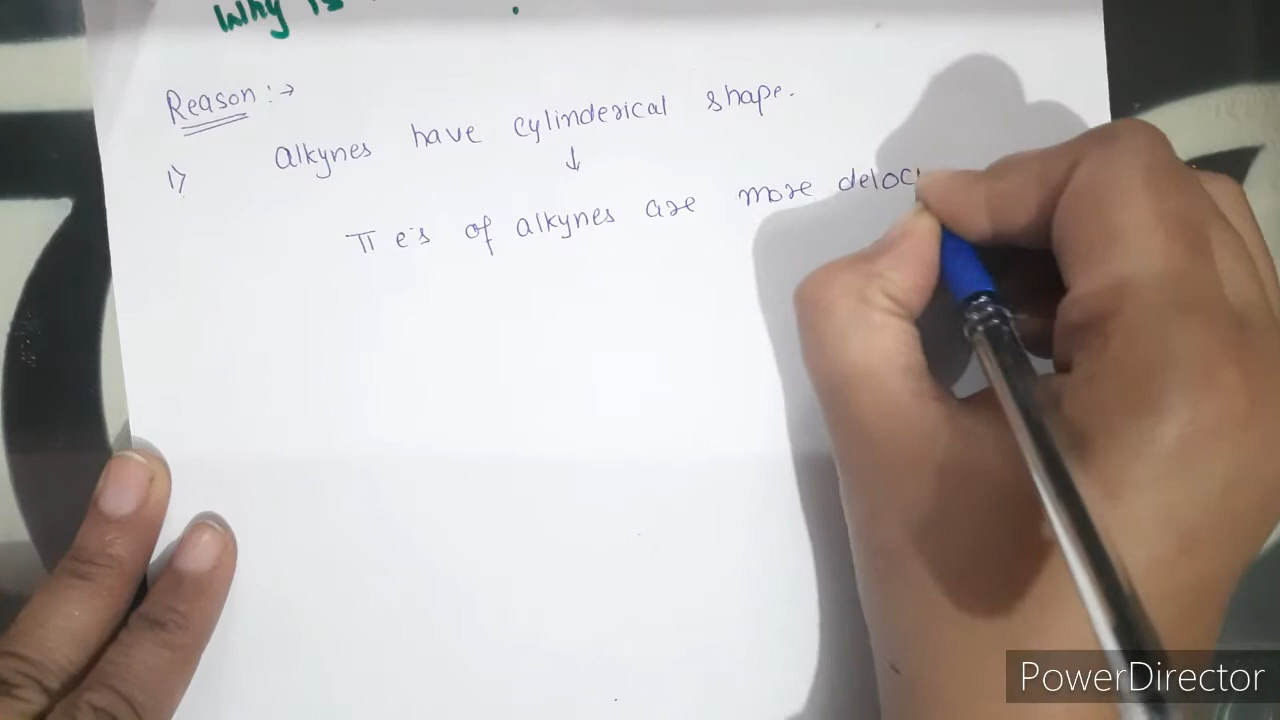 Why is
Reason :→
1) Alkynes have cylinderical shape.
↓
π e⁻s of alkynes are more deloc
PowerDirector